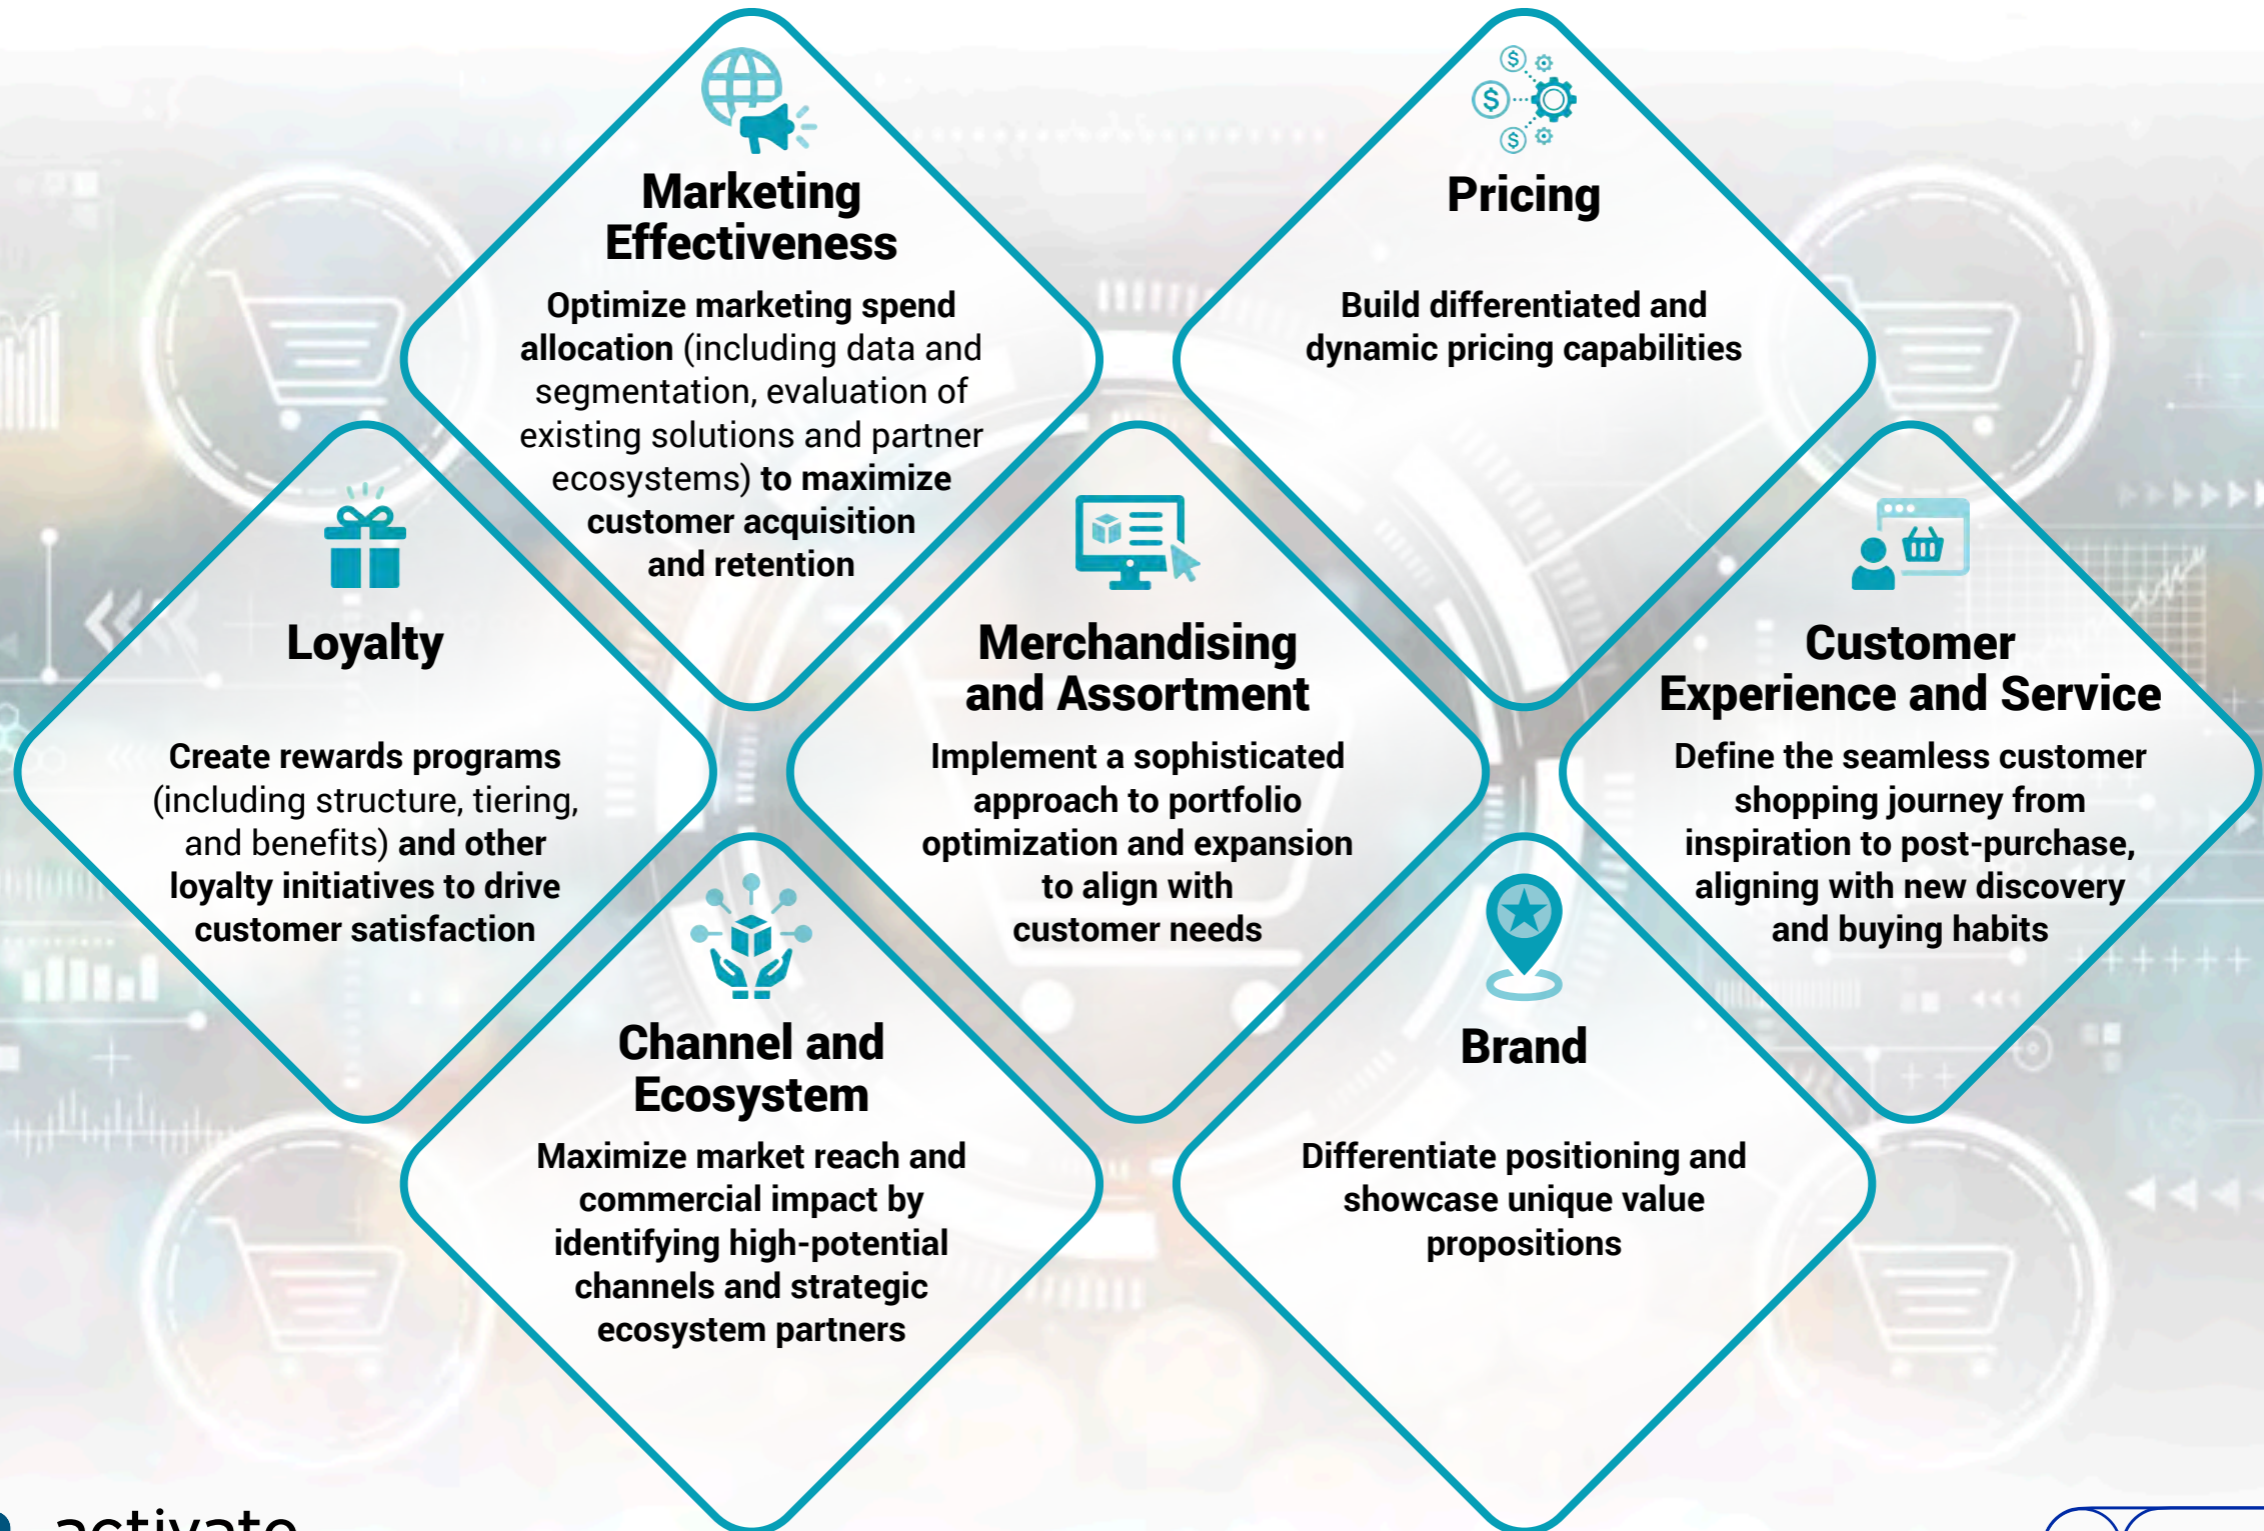 Marketing
Effectiveness
Optimize marketing spend
allocation (including data and
segmentation, evaluation of
existing solutions and partner
ecosystems) to maximize
customer acquisition
and retention
Pricing
Build differentiated and
dynamic pricing capabilities
Loyalty
Create rewards programs
(including structure, tiering,
and benefits) and other
loyalty initiatives to drive
customer satisfaction
Merchandising
and Assortment
Implement a sophisticated
approach to portfolio
optimization and expansion
to align with
customer needs
Customer
Experience and Service
Define the seamless customer
shopping journey from
inspiration to post-purchase,
aligning with new discovery
and buying habits
Channel and
Ecosystem
Maximize market reach and
commercial impact by
identifying high-potential
channels and strategic
ecosystem partners
Brand
Differentiate positioning and
showcase unique value
propositions
activate